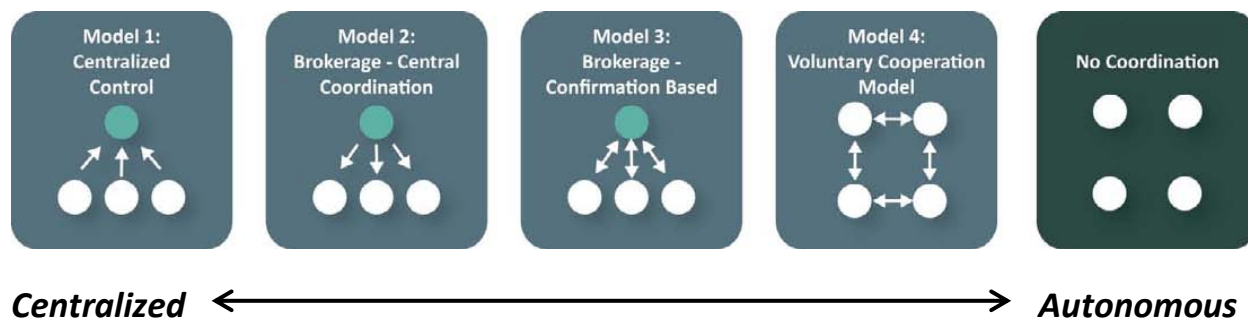 Model 1:
Centralized
Control
Model 2:
Brokerage - Central
Coordination
Model 3:
Brokerage -
Confirmation Based
Model 4:
Voluntary Cooperation
Model
No Coordination
Centralized
Autonomous